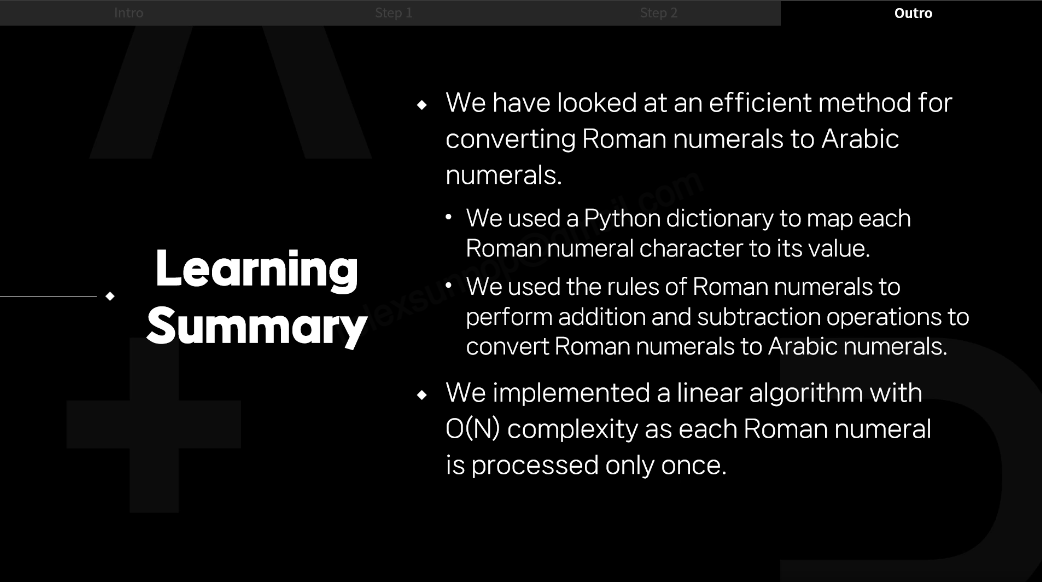 Intro
Step 1
Step 2
Outro
Learning
Summary
We have looked at an efficient method for
converting Roman numerals to Arabic
numerals.
We used a Python dictionary to map each
Roman numeral character to its value.
We used the rules of Roman numerals to
perform addition and subtraction operations to
convert Roman numerals to Arabic numerals.
We implemented a linear algorithm with
O(N) complexity as each Roman numeral
is processed only once.